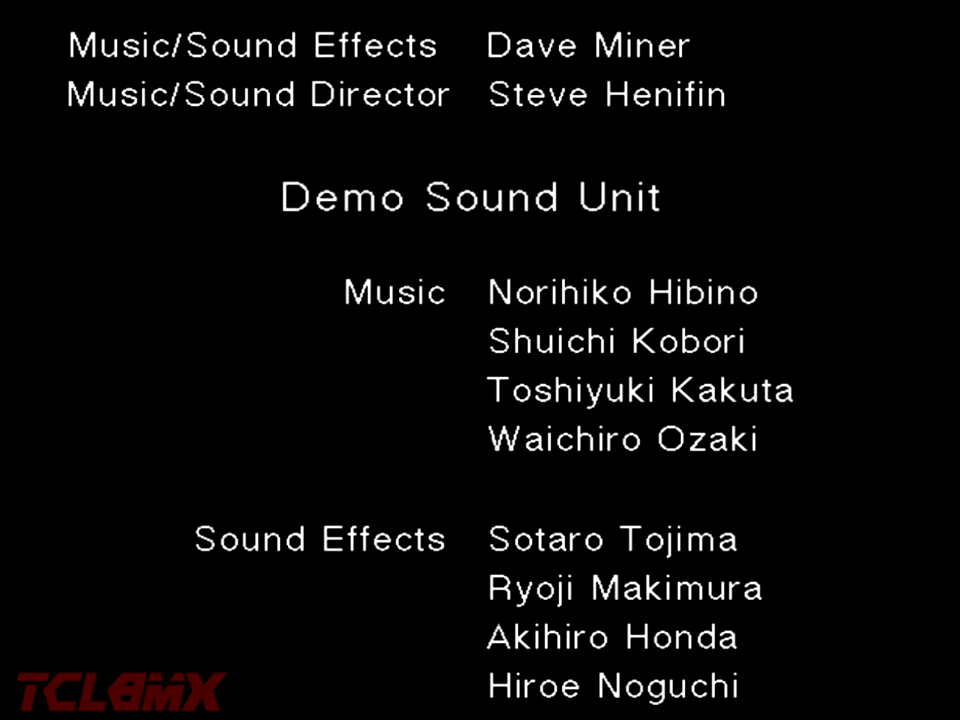 Music/Sound Effects Dave Miner
Music/Sound Director Steve Henifin
Demo Sound Unit
Music Norihiko Hibino
Shuichi Kobori
Toshiyuki Kakuta
Waichiro Ozaki
Sound Effects Sotaro Tojima
Ryoji Makimura
Akihiro Honda
Hiroe Noguchi